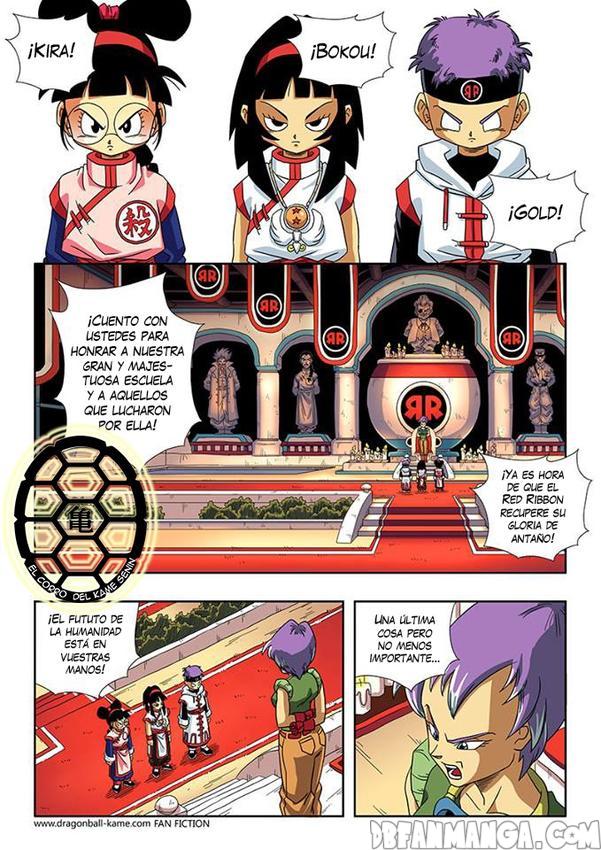 ¡KIRA!
¡BOKOU!
RR
¡GOLD!
殺
¡CUENTO CON
USTEDES PARA
HONRAR A NUESTRA
GRAN Y MAJES-
TUOSA ESCUELA
Y A AQUELLOS
QUE LUCHARON
POR ELLA!
RR
RR
RR
RR
¡YA ES HORA
DE QUE EL
RED RIBBON
RECUPERE SU
GLORIA DE
ANTAÑO!
亀
EL CORRO DEL KAME SENIN
¡EL FUTUTO DE
LA HUMANIDAD
ESTÁ EN
VUESTRAS
MANOS!
UNA ÚLTIMA
COSA PERO
NO MENOS
IMPORTANTE...
www.dragonball-kame.com FAN FICTION
DBFANMANGA.COM